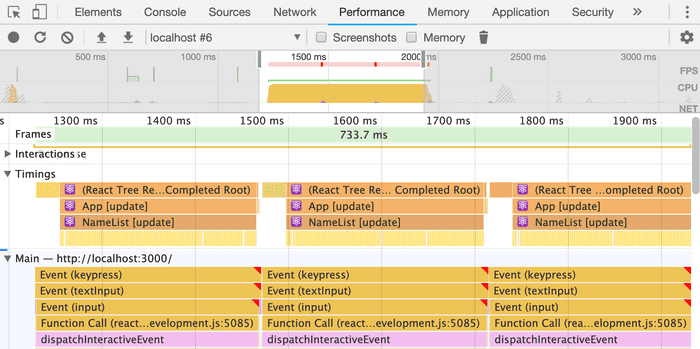 Elements Console Sources Network Performance Memory Application Security »
localhost #6 Screenshots Memory
500 ms 1000 ms 1500 ms 2000 ms 2500 ms 3000 ms
FPS
CPU
NET
s 1300 ms 1400 ms 1500 ms 1600 ms 1700 ms 1800 ms 1900 ms
Frames 733.7 ms
Interactions
Timings
(React Tree Re...Completed Root) (React Tree Re... Completed Root) (React Tree ...ompleted Root)
App [update] App [update] App [update]
NameList [update] NameList [update] NameList [update]
Main — http://localhost:3000/
Event (keypress) Event (keypress) Event (keypress)
Event (textInput) Event (textInput) Event (textInput)
Event (input) Event (input) Event (input)
Function Call (react...evelopment.js:5085) Function Call (react...evelopment.js:5085) Function Call (rea...evelopment.js:5085)
dispatchInteractiveEvent dispatchInteractiveEvent dispatchInteractiveEvent